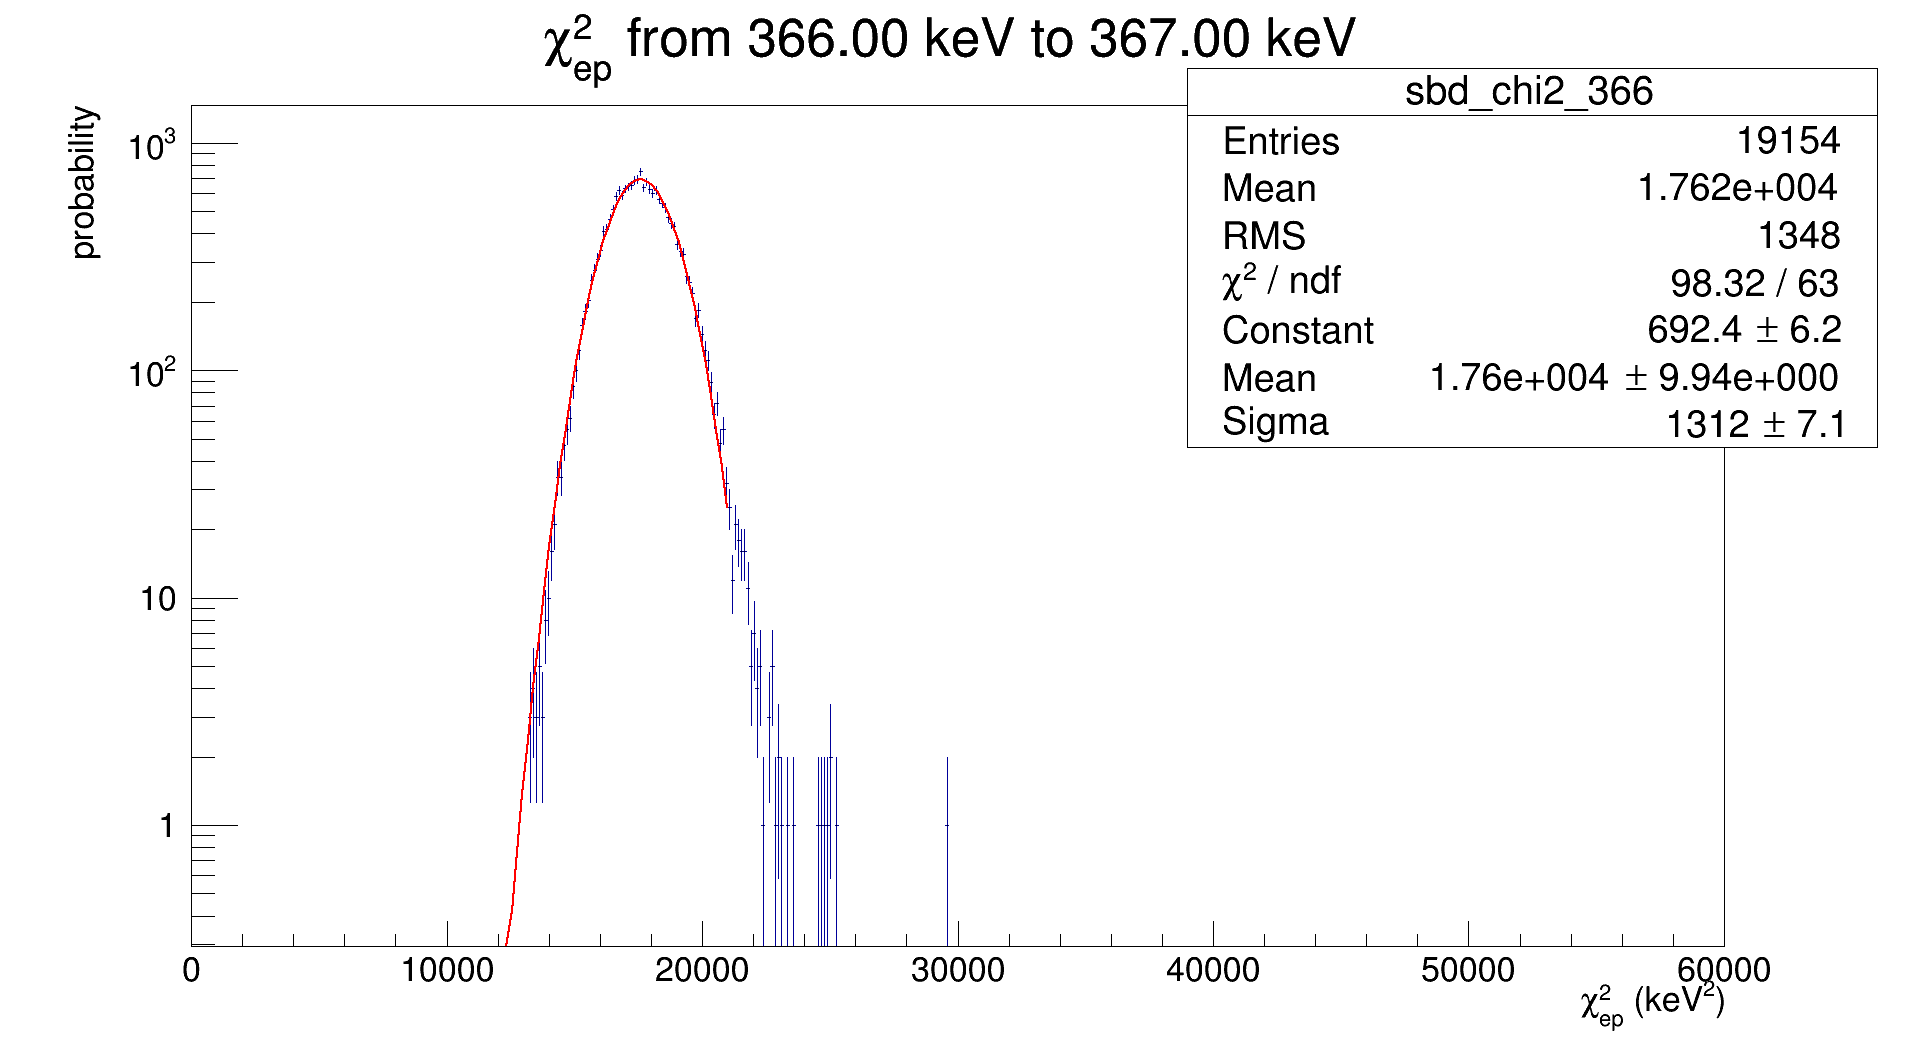 χ²ep from 366.00 keV to 367.00 keV
sbd_chi2_366
Entries 19154
Mean 1.762e+004
RMS 1348
χ² / ndf 98.32 / 63
Constant 692.4 ± 6.2
Mean 1.76e+004 ± 9.94e+000
Sigma 1312 ± 7.1
probability
10³
10²
10
1
0 10000 20000 30000 40000 50000 60000
χ²ep (keV²)